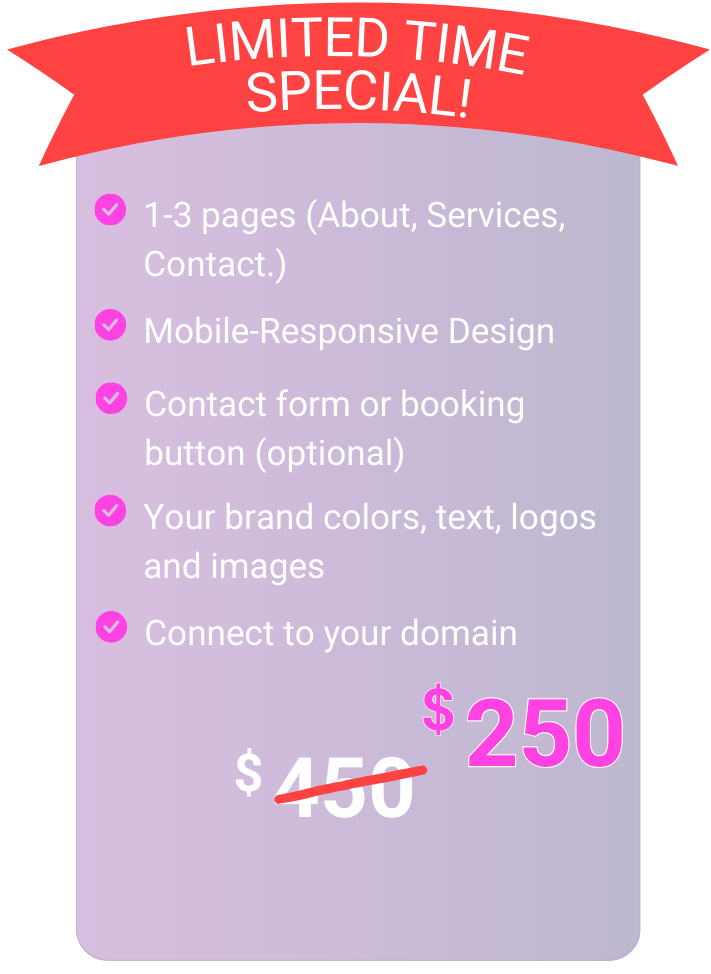 LIMITED TIME
SPECIAL!
1-3 pages (About, Services,
Contact.)
Mobile-Responsive Design
Contact form or booking
button (optional)
Your brand colors, text, logos
and images
Connect to your domain
$250
$450